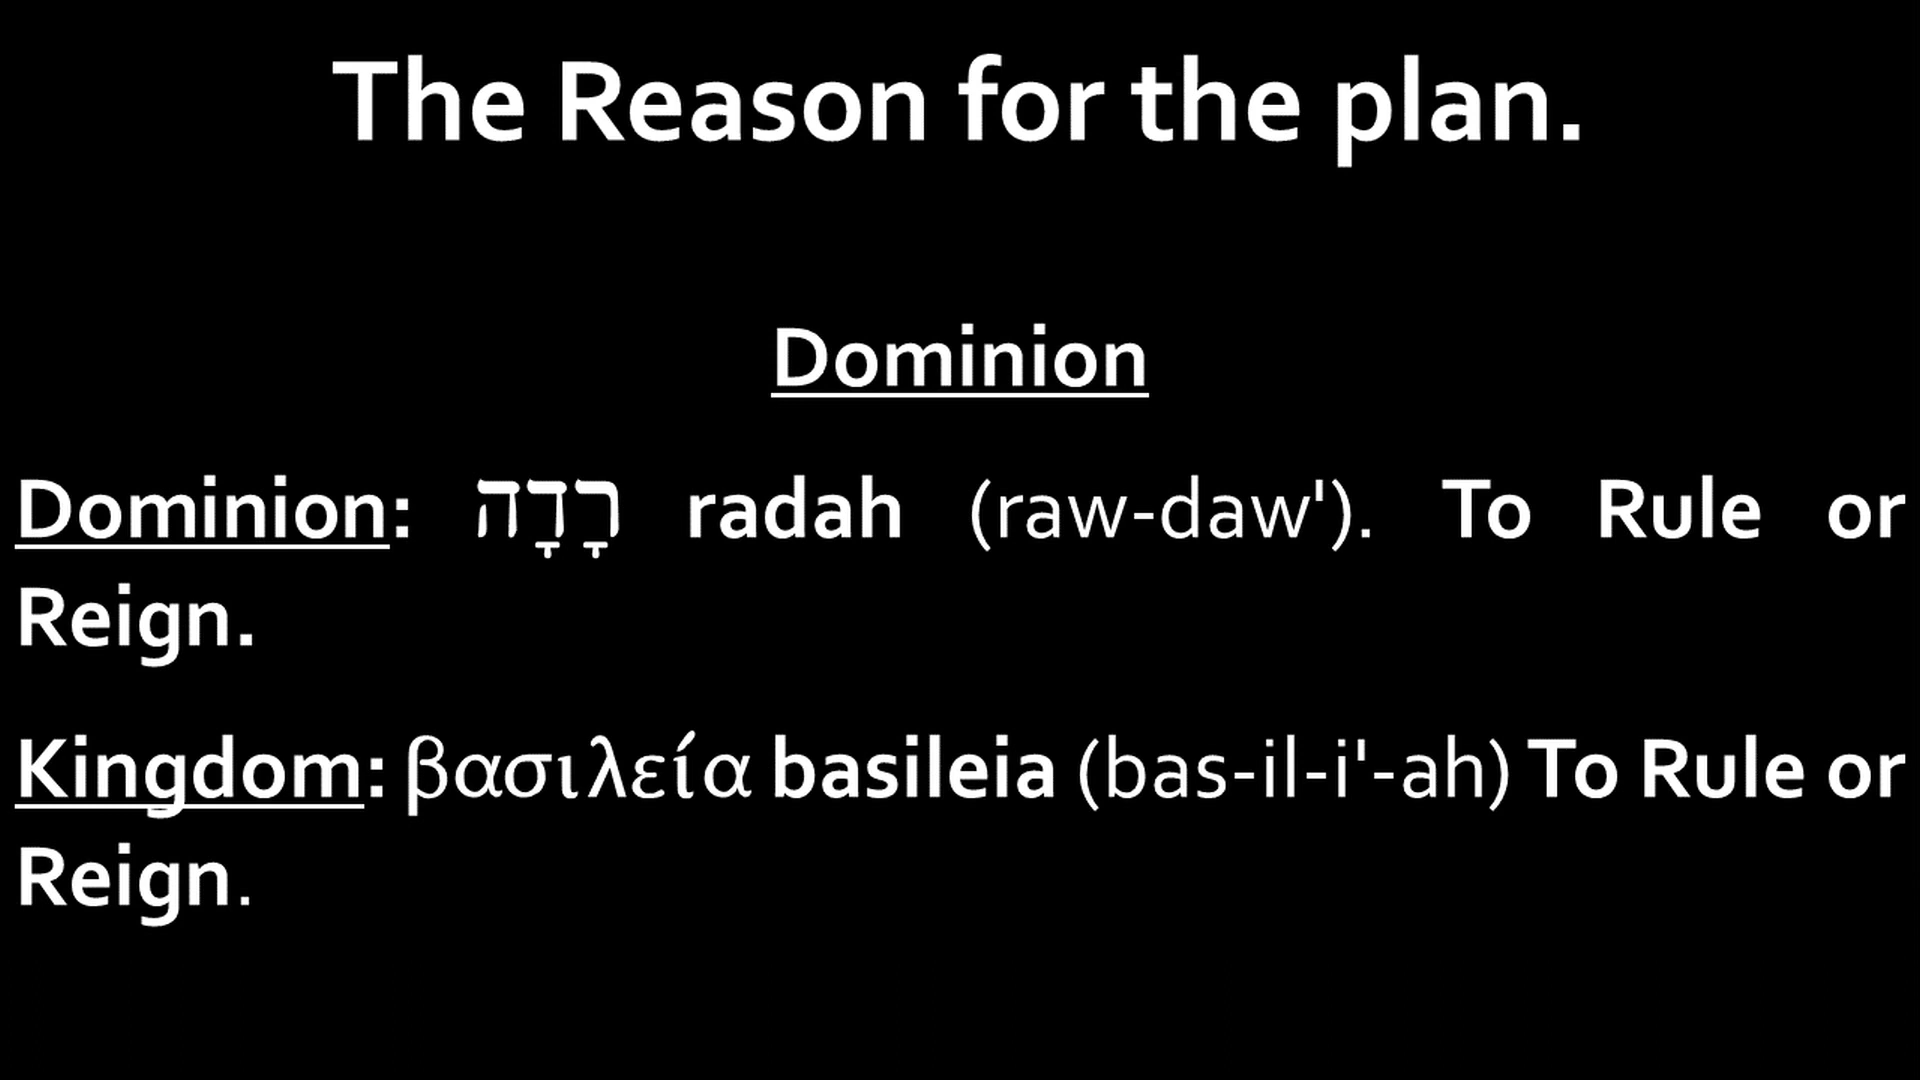 The Reason for the plan.
Dominion
Dominion: רָדָה radah (raw-daw'). To Rule or
Reign.
Kingdom: βασιλεία basileia (bas-il-i'-ah) To Rule or
Reign.